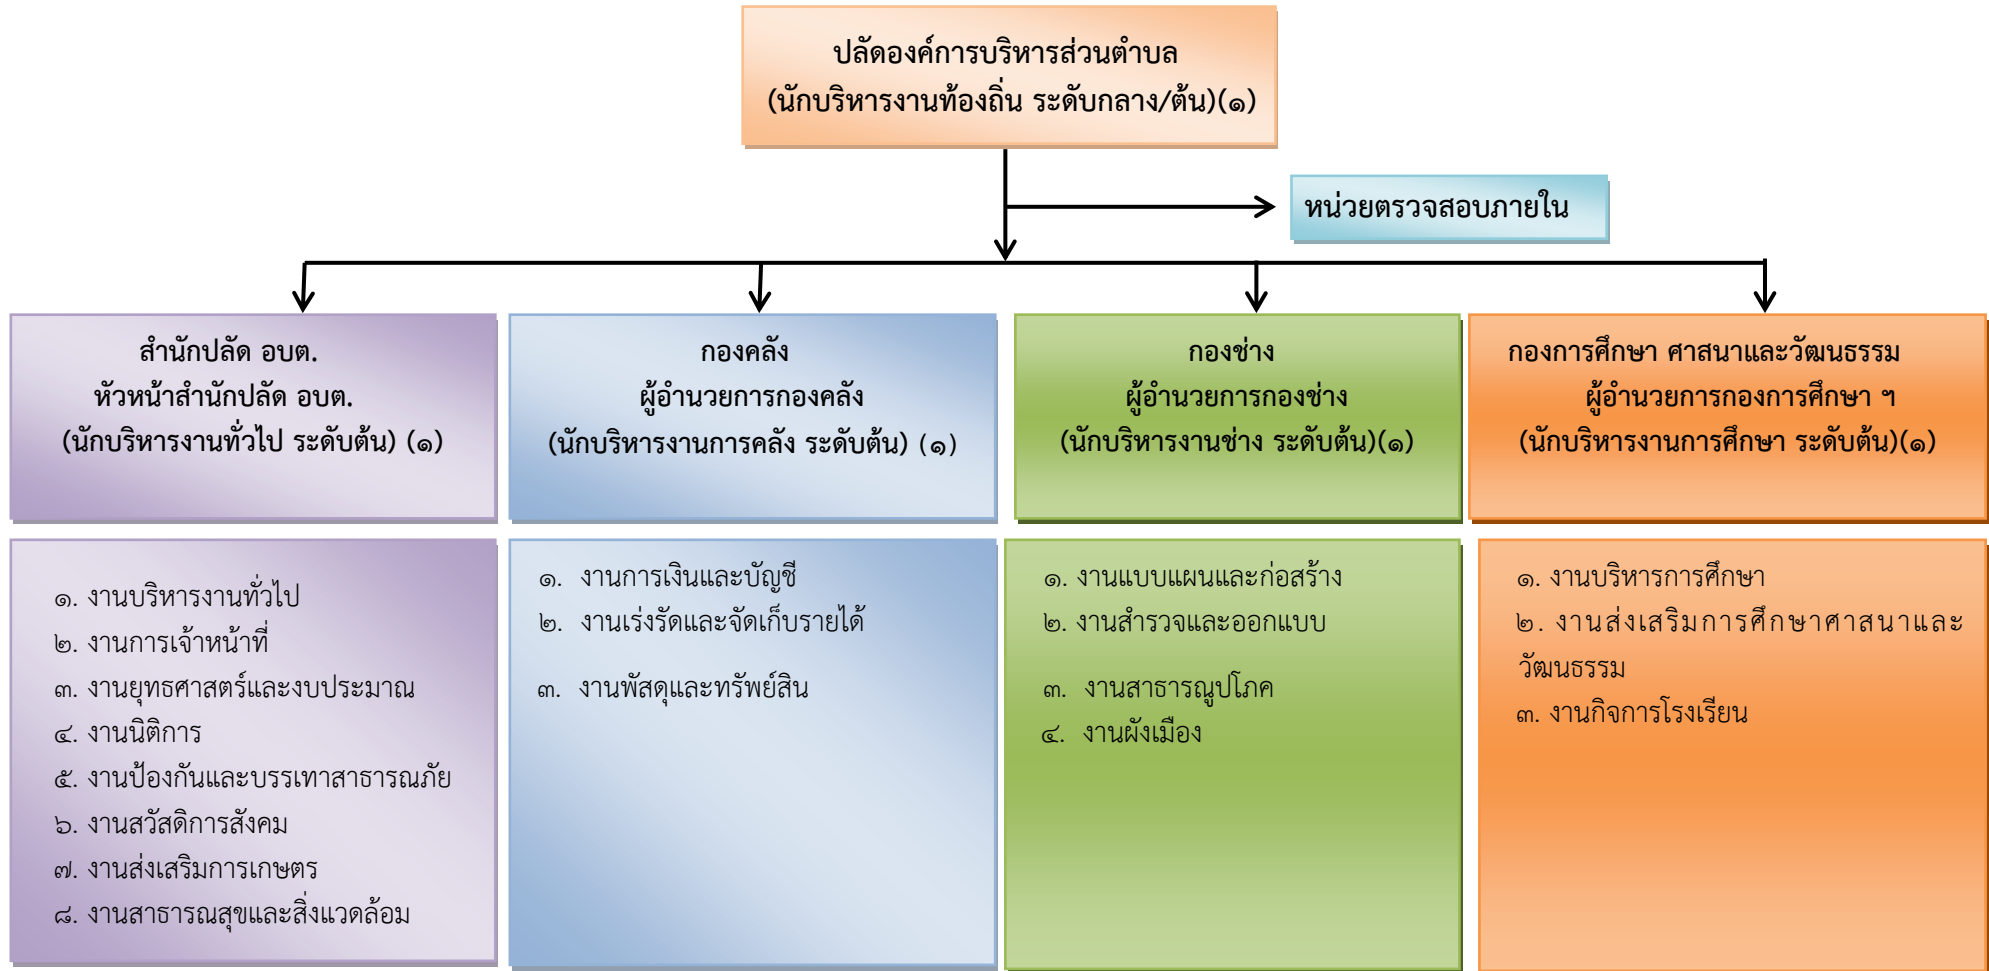 ปลัดองค์การบริหารส่วนตำบล
(นักบริหารงานท้องถิ่น ระดับกลาง/ต้น)(๑)
หน่วยตรวจสอบภายใน
สำนักปลัด อบต.
หัวหน้าสำนักปลัด อบต.
(นักบริหารงานทั่วไป ระดับต้น) (๑)
กองคลัง
ผู้อำนวยการกองคลัง
(นักบริหารงานการคลัง ระดับต้น) (๑)
กองช่าง
ผู้อำนวยการกองช่าง
(นักบริหารงานช่าง ระดับต้น)(๑)
กองการศึกษา ศาสนาและวัฒนธรรม
ผู้อำนวยการกองการศึกษา ฯ
(นักบริหารงานการศึกษา ระดับต้น)(๑)
๑. งานบริหารงานทั่วไป
๒. งานการเจ้าหน้าที่
๓. งานยุทธศาสตร์และงบประมาณ
๔. งานนิติการ
๕. งานป้องกันและบรรเทาสาธารณภัย
๖. งานสวัสดิการสังคม
๗. งานส่งเสริมการเกษตร
๘. งานสาธารณสุขและสิ่งแวดล้อม
๑. งานการเงินและบัญชี
๒. งานเร่งรัดและจัดเก็บรายได้
๓. งานพัสดุและทรัพย์สิน
๑. งานแบบแผนและก่อสร้าง
๒. งานสำรวจและออกแบบ
๓. งานสาธารณูปโภค
๔. งานผังเมือง
๑. งานบริหารการศึกษา
๒. งานส่งเสริมการศึกษาศาสนาและ
วัฒนธรรม
๓. งานกิจการโรงเรียน